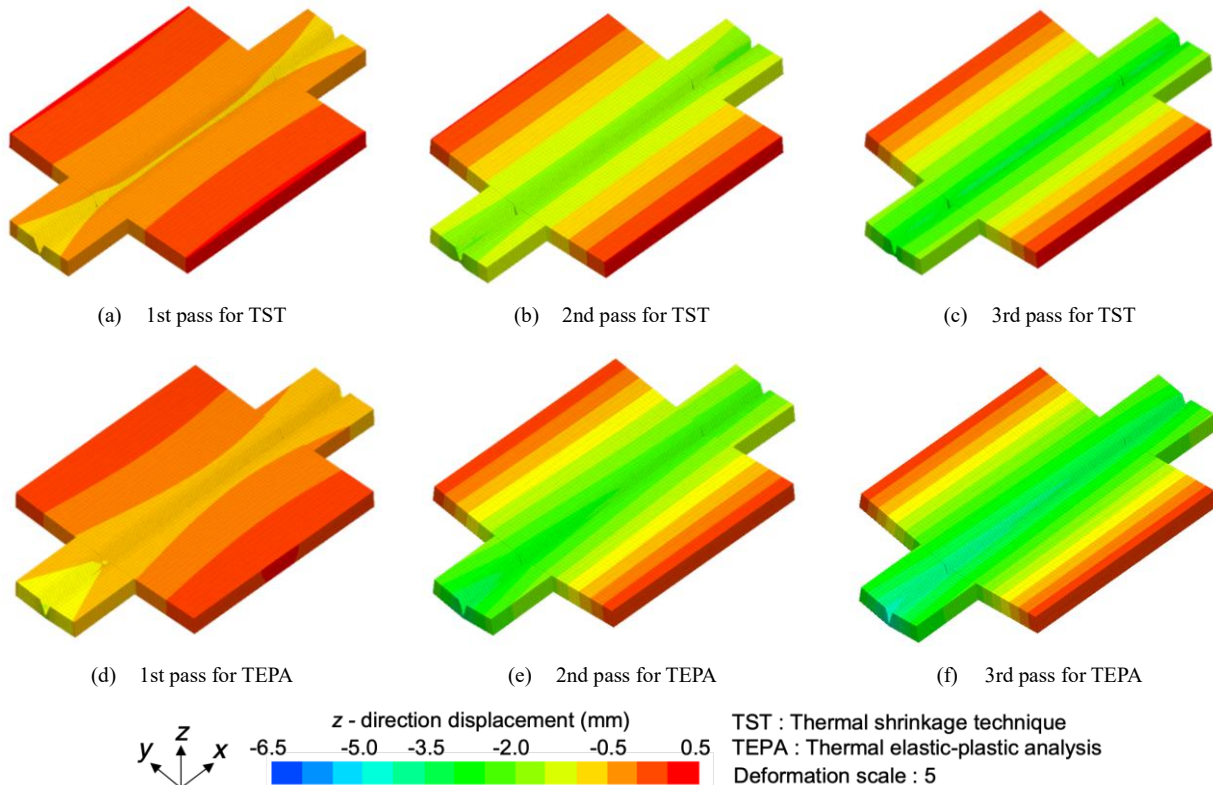 (a) 1st pass for TST
(b) 2nd pass for TST
(c) 3rd pass for TST
(d) 1st pass for TEPA
(e) 2nd pass for TEPA
(f) 3rd pass for TEPA
y z x
z - direction displacement (mm)
-6.5 -5.0 -3.5 -2.0 -0.5 0.5
TST : Thermal shrinkage technique
TEPA : Thermal elastic-plastic analysis
Deformation scale : 5